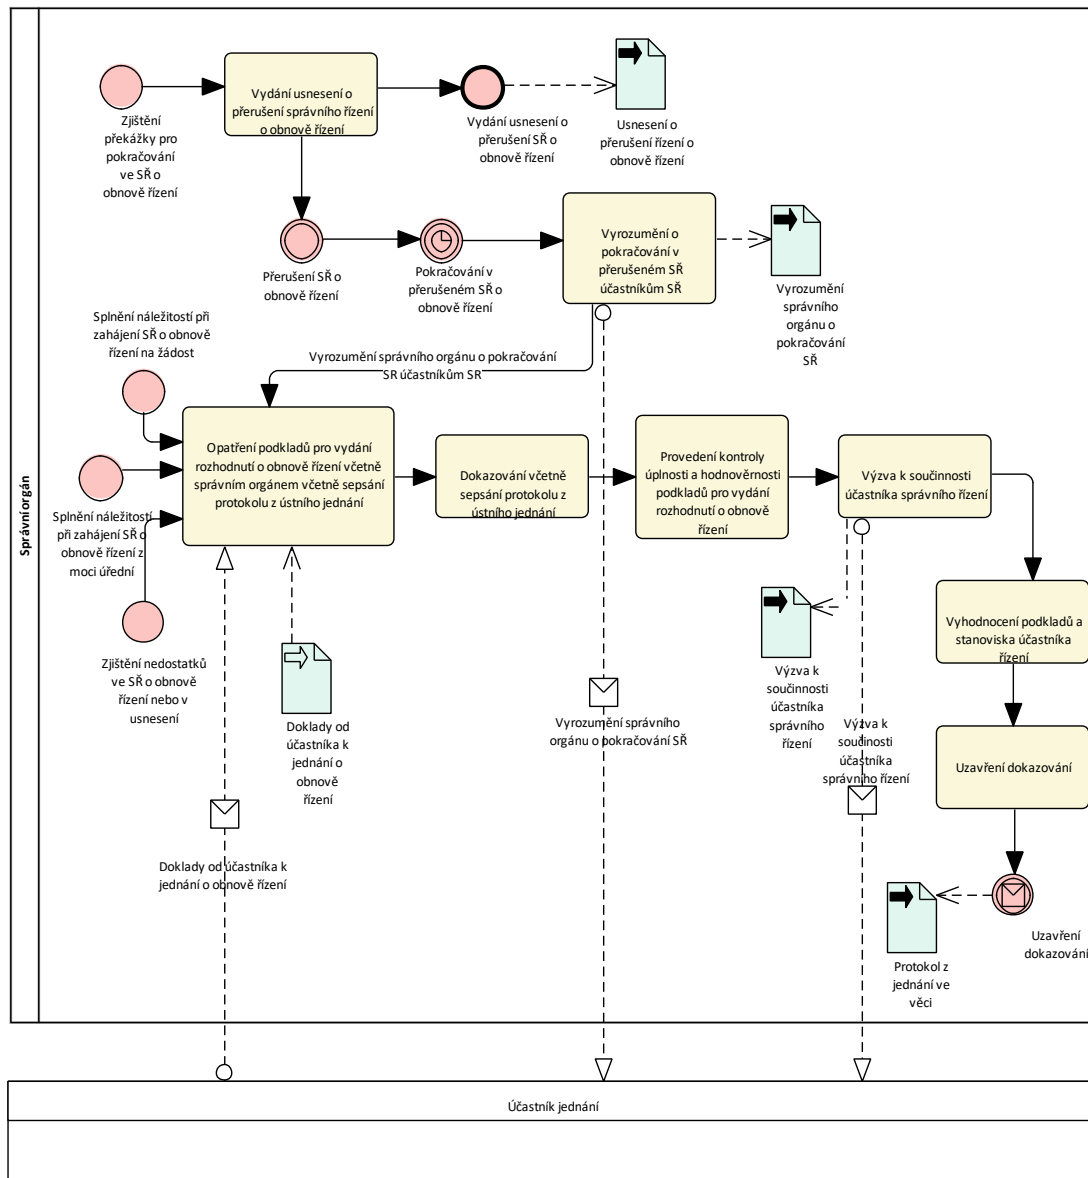 Správní orgán
Zjištění
překážky pro
pokračování
ve SŘ o
obnově řízení
Vydání usnesení o
přerušení správního řízení
o obnově řízení
Vydání usnesení o
přerušení SŘ o
obnově řízení
Usnesení o
přerušení řízení o
obnově řízení
Přerušení SŘ o
obnově řízení
Pokračování v
přerušeném SŘ o
obnově řízení
Vyrozumění o
pokračování v
přerušeném SŘ
účastníkům SŘ
Vyrozumění
správního
orgánu o
pokračování
SŘ
Splnění náležitostí při
zahájení SŘ o obnově
řízení na žádost
Vyrozumění správního orgánu o pokračování
SŘ účastníkům SŘ
Opatření podkladů pro vydání
rozhodnutí o obnově řízení včetně
správním orgánem včetně sepsání
protokolu z ústního jednání
Dokazování včetně
sepsání protokolu z
ústního jednání
Provedení kontroly
úplnosti a hodnověrnosti
podkladů pro vydání
rozhodnutí o obnově
řízení
Výzva k součinnosti
účastníka správního řízení
Splnění náležitostí
při zahájení SŘ o
obnově řízení z
moci úřední
Zjištění nedostatků
ve SŘ o obnově
řízení nebo v
usnesení
Doklady od
účastníka k
jednání o
obnově
řízení
Vyrozumění správního
orgánu o pokračování SŘ
Výzva k
součinnosti
účastníka
správního
řízení
Výzva k
součinosti
účastníka
správního řízení
Vyhodnocení podkladů a
stanoviska účastníka
řízení
Uzavření dokazování
Doklady od účastníka k
jednání o obnově řízení
Uzavření
dokazování
Protokol z
jednání ve
věci
Účastník jednání